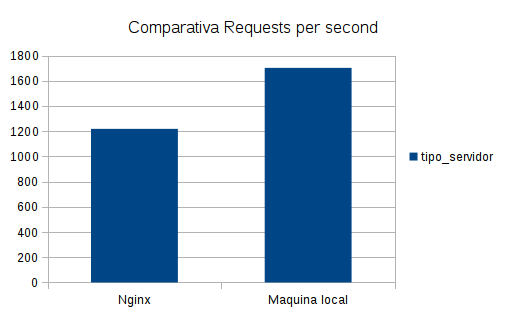 Comparativa Requests per second
1800
1600
1400
1200
1000
800
600
400
200
0
tipo_servidor
Nginx
Maquina local